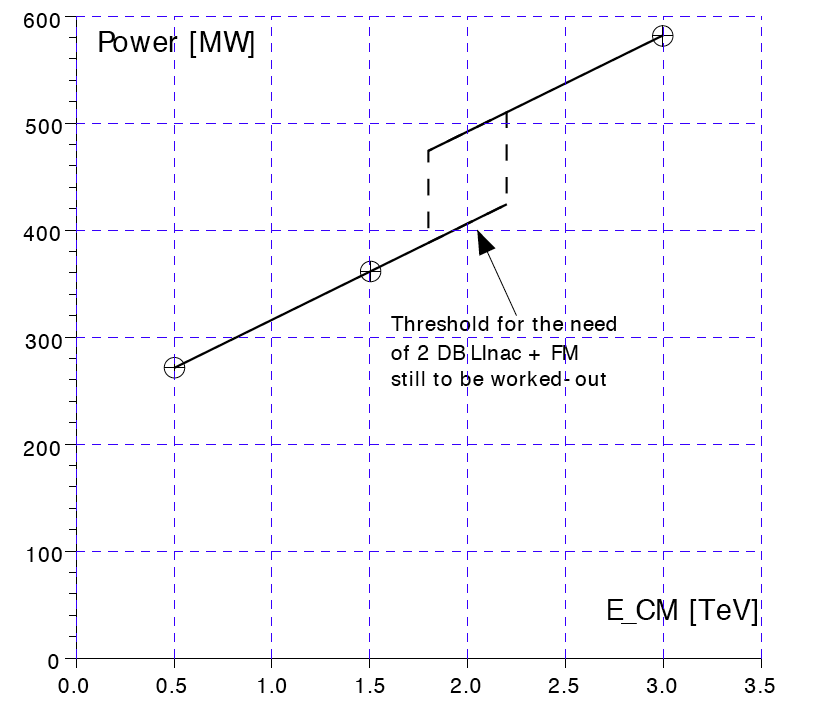 600
Power [MW]
500
400
300
Threshold for the need
of 2 DB LInac + FM
still to be worked-out
200
100
E_CM [TeV]
0
0.0 0.5 1.0 1.5 2.0 2.5 3.0 3.5